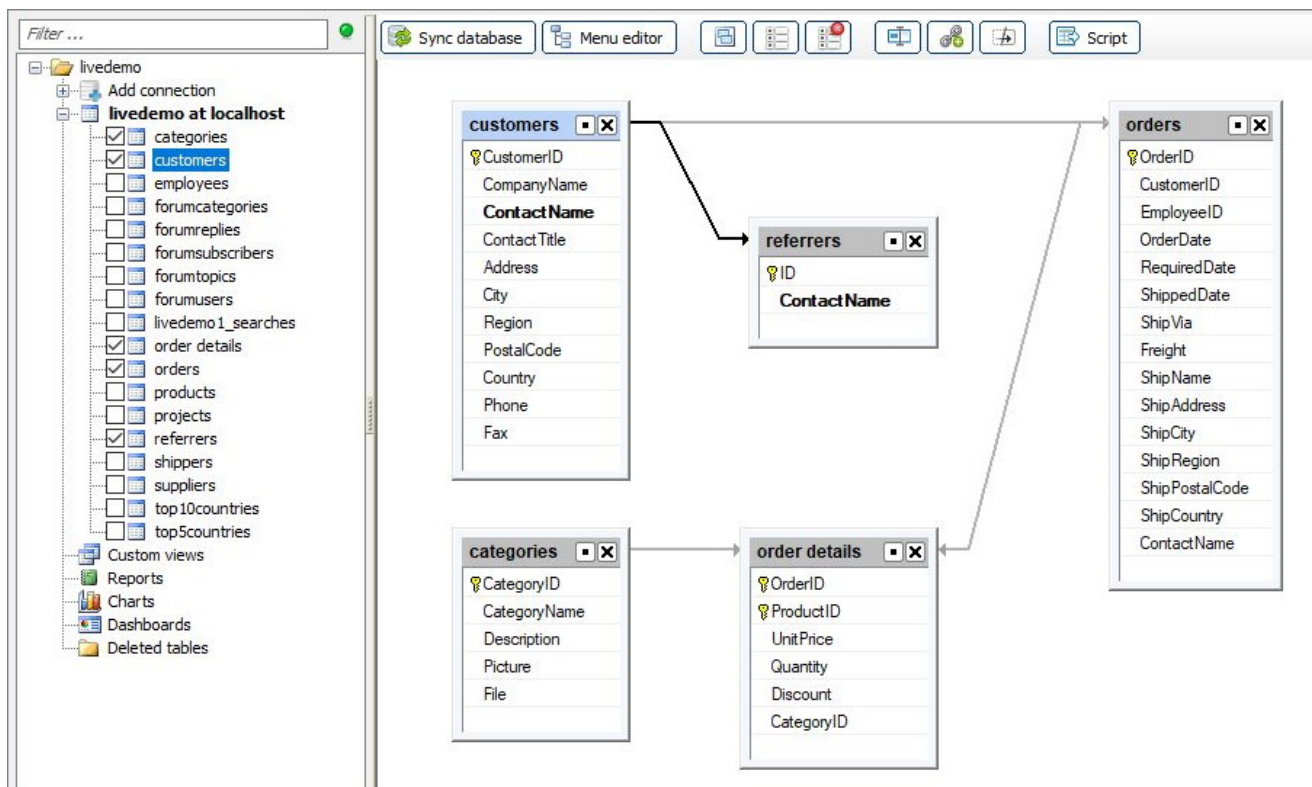 Filter ...
livedemo
Add connection
livedemo at localhost
categories
customers
employees
forumcategories
forumreplies
forumsubscribers
forumtopics
forumusers
livedemo1_searches
order details
orders
products
projects
referrers
shippers
suppliers
top10countries
top5countries
Custom views
Reports
Charts
Dashboards
Deleted tables
Sync database
Menu editor
Script
customers
CustomerID
CompanyName
ContactName
ContactTitle
Address
City
Region
PostalCode
Country
Phone
Fax
referrers
ID
ContactName
orders
OrderID
CustomerID
EmployeeID
OrderDate
RequiredDate
ShippedDate
ShipVia
Freight
ShipName
ShipAddress
ShipCity
ShipRegion
ShipPostalCode
ShipCountry
ContactName
categories
CategoryID
CategoryName
Description
Picture
File
order details
OrderID
ProductID
UnitPrice
Quantity
Discount
CategoryID